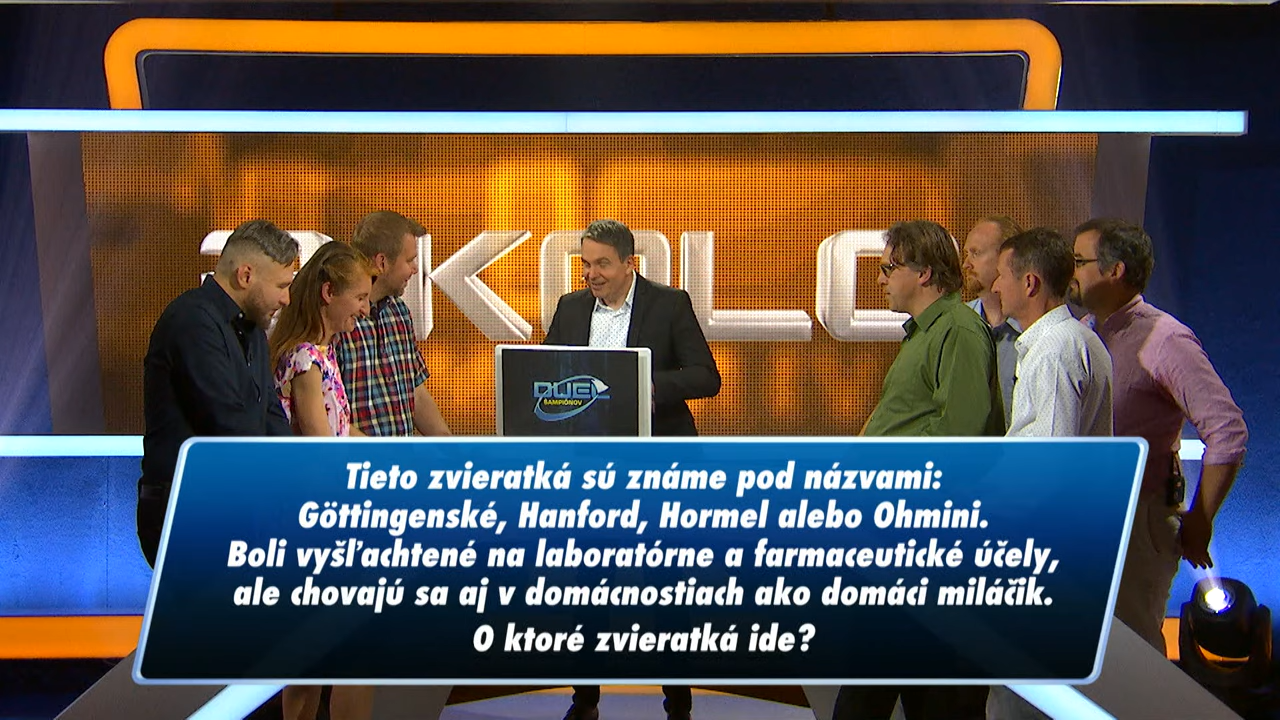 3.KOLO
DUEL
ŠAMPIÓNOV
Tieto zvieratká sú známe pod názvami:
Göttingenské, Hanford, Hormel alebo Ohmini.
Boli vyšľachtené na laboratórne a farmaceutické účely,
ale chovajú sa aj v domácnostiach ako domáci miláčik.
O ktoré zvieratká ide?